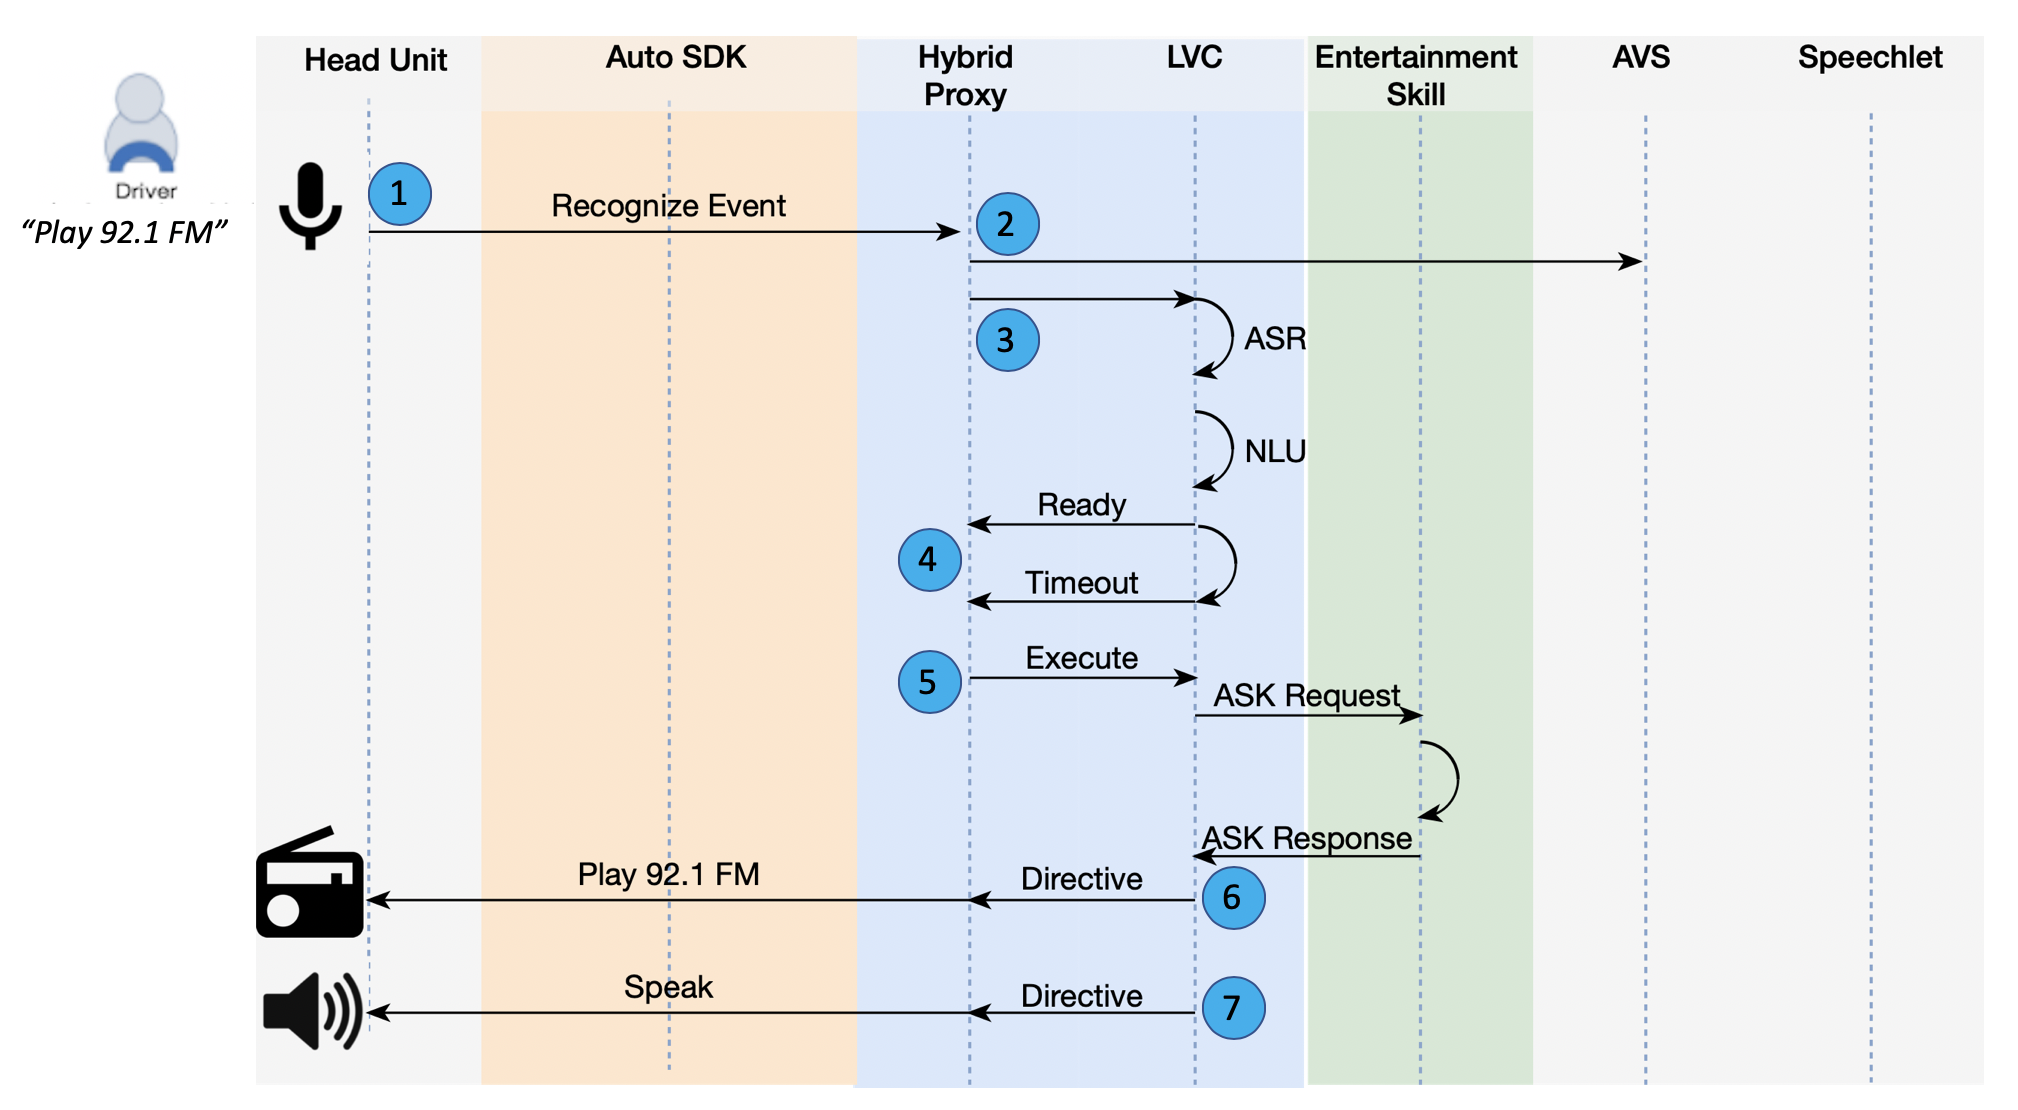 Head Unit
Auto SDK
Hybrid
Proxy
LVC
Entertainment
Skill
AVS
Speechlet
Driver
“Play 92.1 FM”
1
Recognize Event
2
3
ASR
NLU
Ready
4
Timeout
5
Execute
ASK Request
ASK Response
Play 92.1 FM
Directive
6
Speak
Directive
7